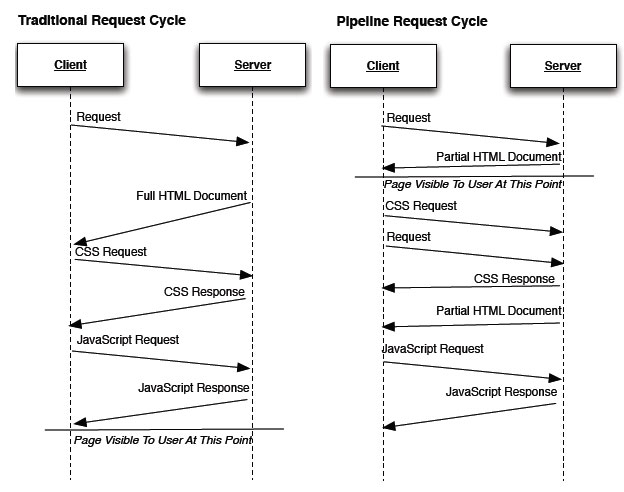 Traditional Request Cycle
Client
Server
Request
Full HTML Document
CSS Request
CSS Response
JavaScript Request
JavaScript Response
Page Visible To User At This Point
Pipeline Request Cycle
Client
Server
Request
Partial HTML Document
Page Visible To User At This Point
CSS Request
Request
CSS Response
Partial HTML Document
JavaScript Request
JavaScript Response